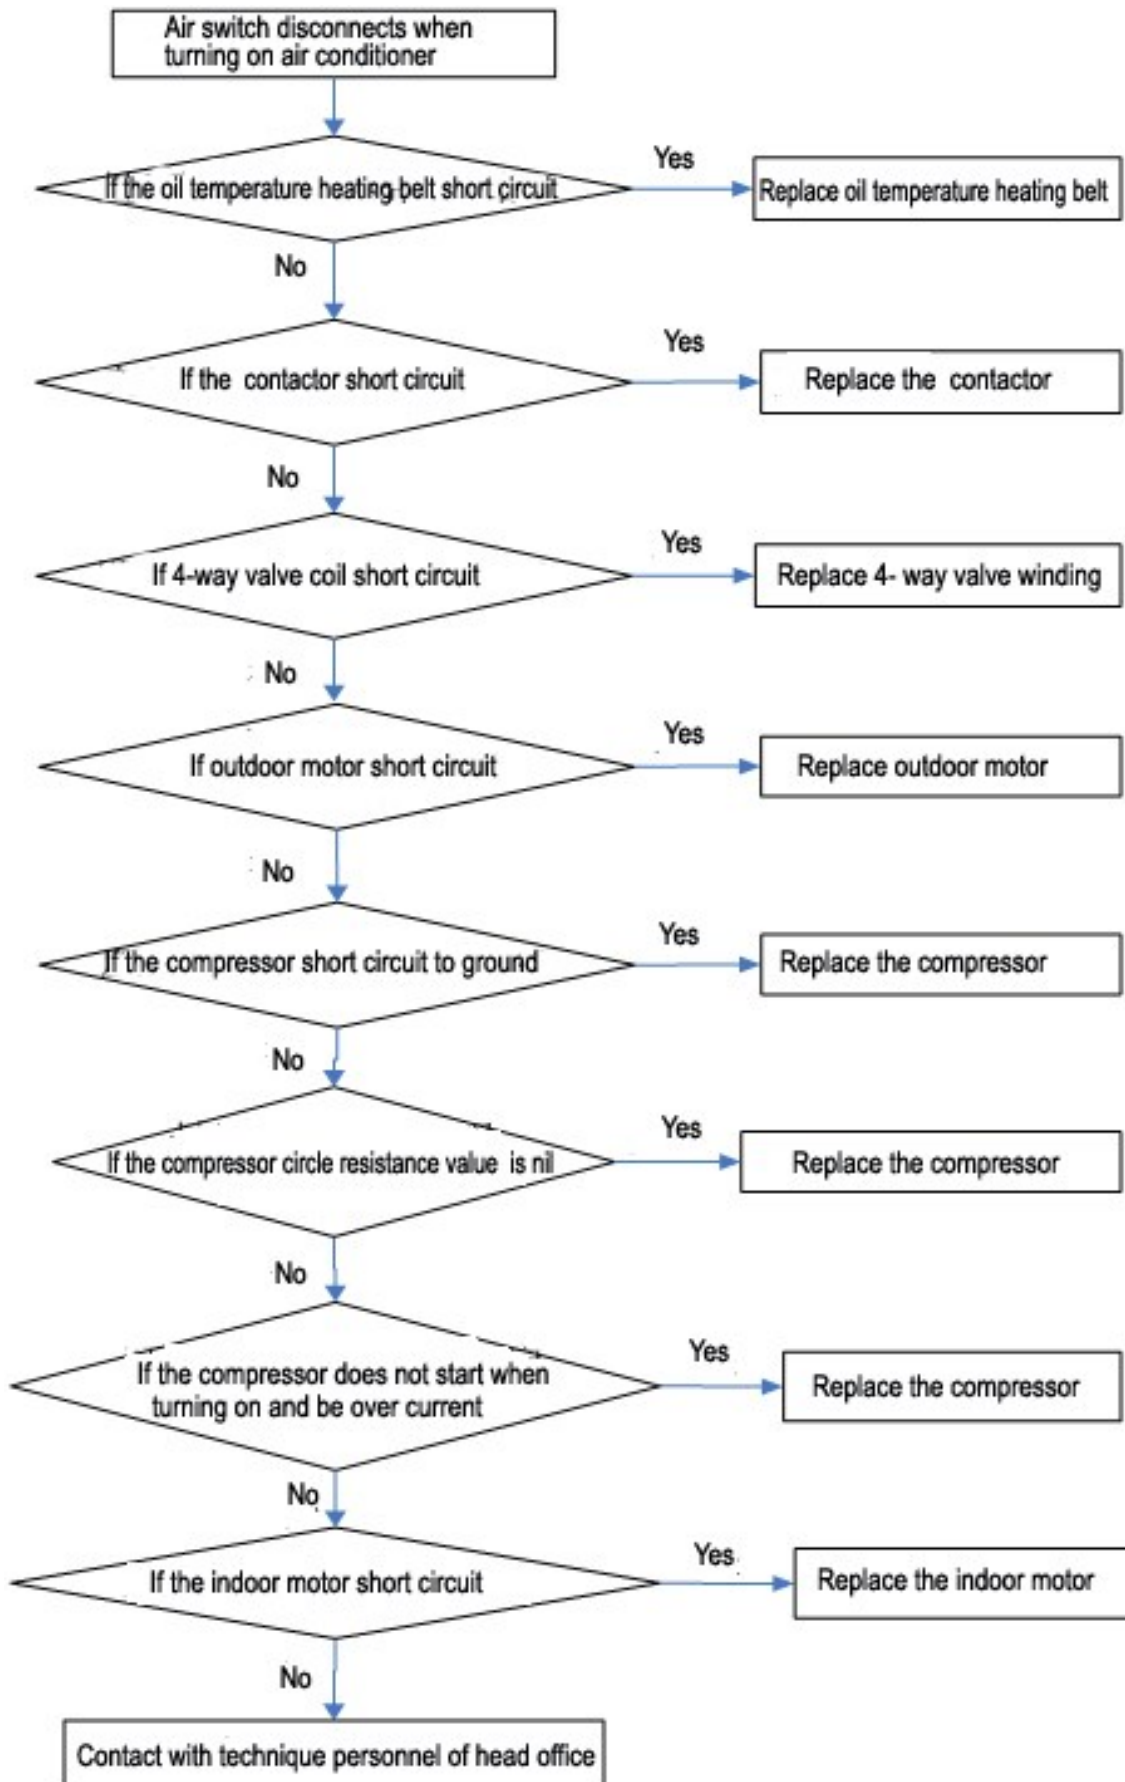 Air switch disconnects when
turning on air conditioner
If the oil temperature heating belt short circuit
Yes
Replace oil temperature heating belt
No
If the contactor short circuit
Yes
Replace the contactor
No
If 4-way valve coil short circuit
Yes
Replace 4- way valve winding
No
If outdoor motor short circuit
Yes
Replace outdoor motor
No
If the compressor short circuit to ground
Yes
Replace the compressor
No
If the compressor circle resistance value is nil
Yes
Replace the compressor
No
If the compressor does not start when
turning on and be over current
Yes
Replace the compressor
No
If the indoor motor short circuit
Yes
Replace the indoor motor
No
Contact with technique personnel of head office